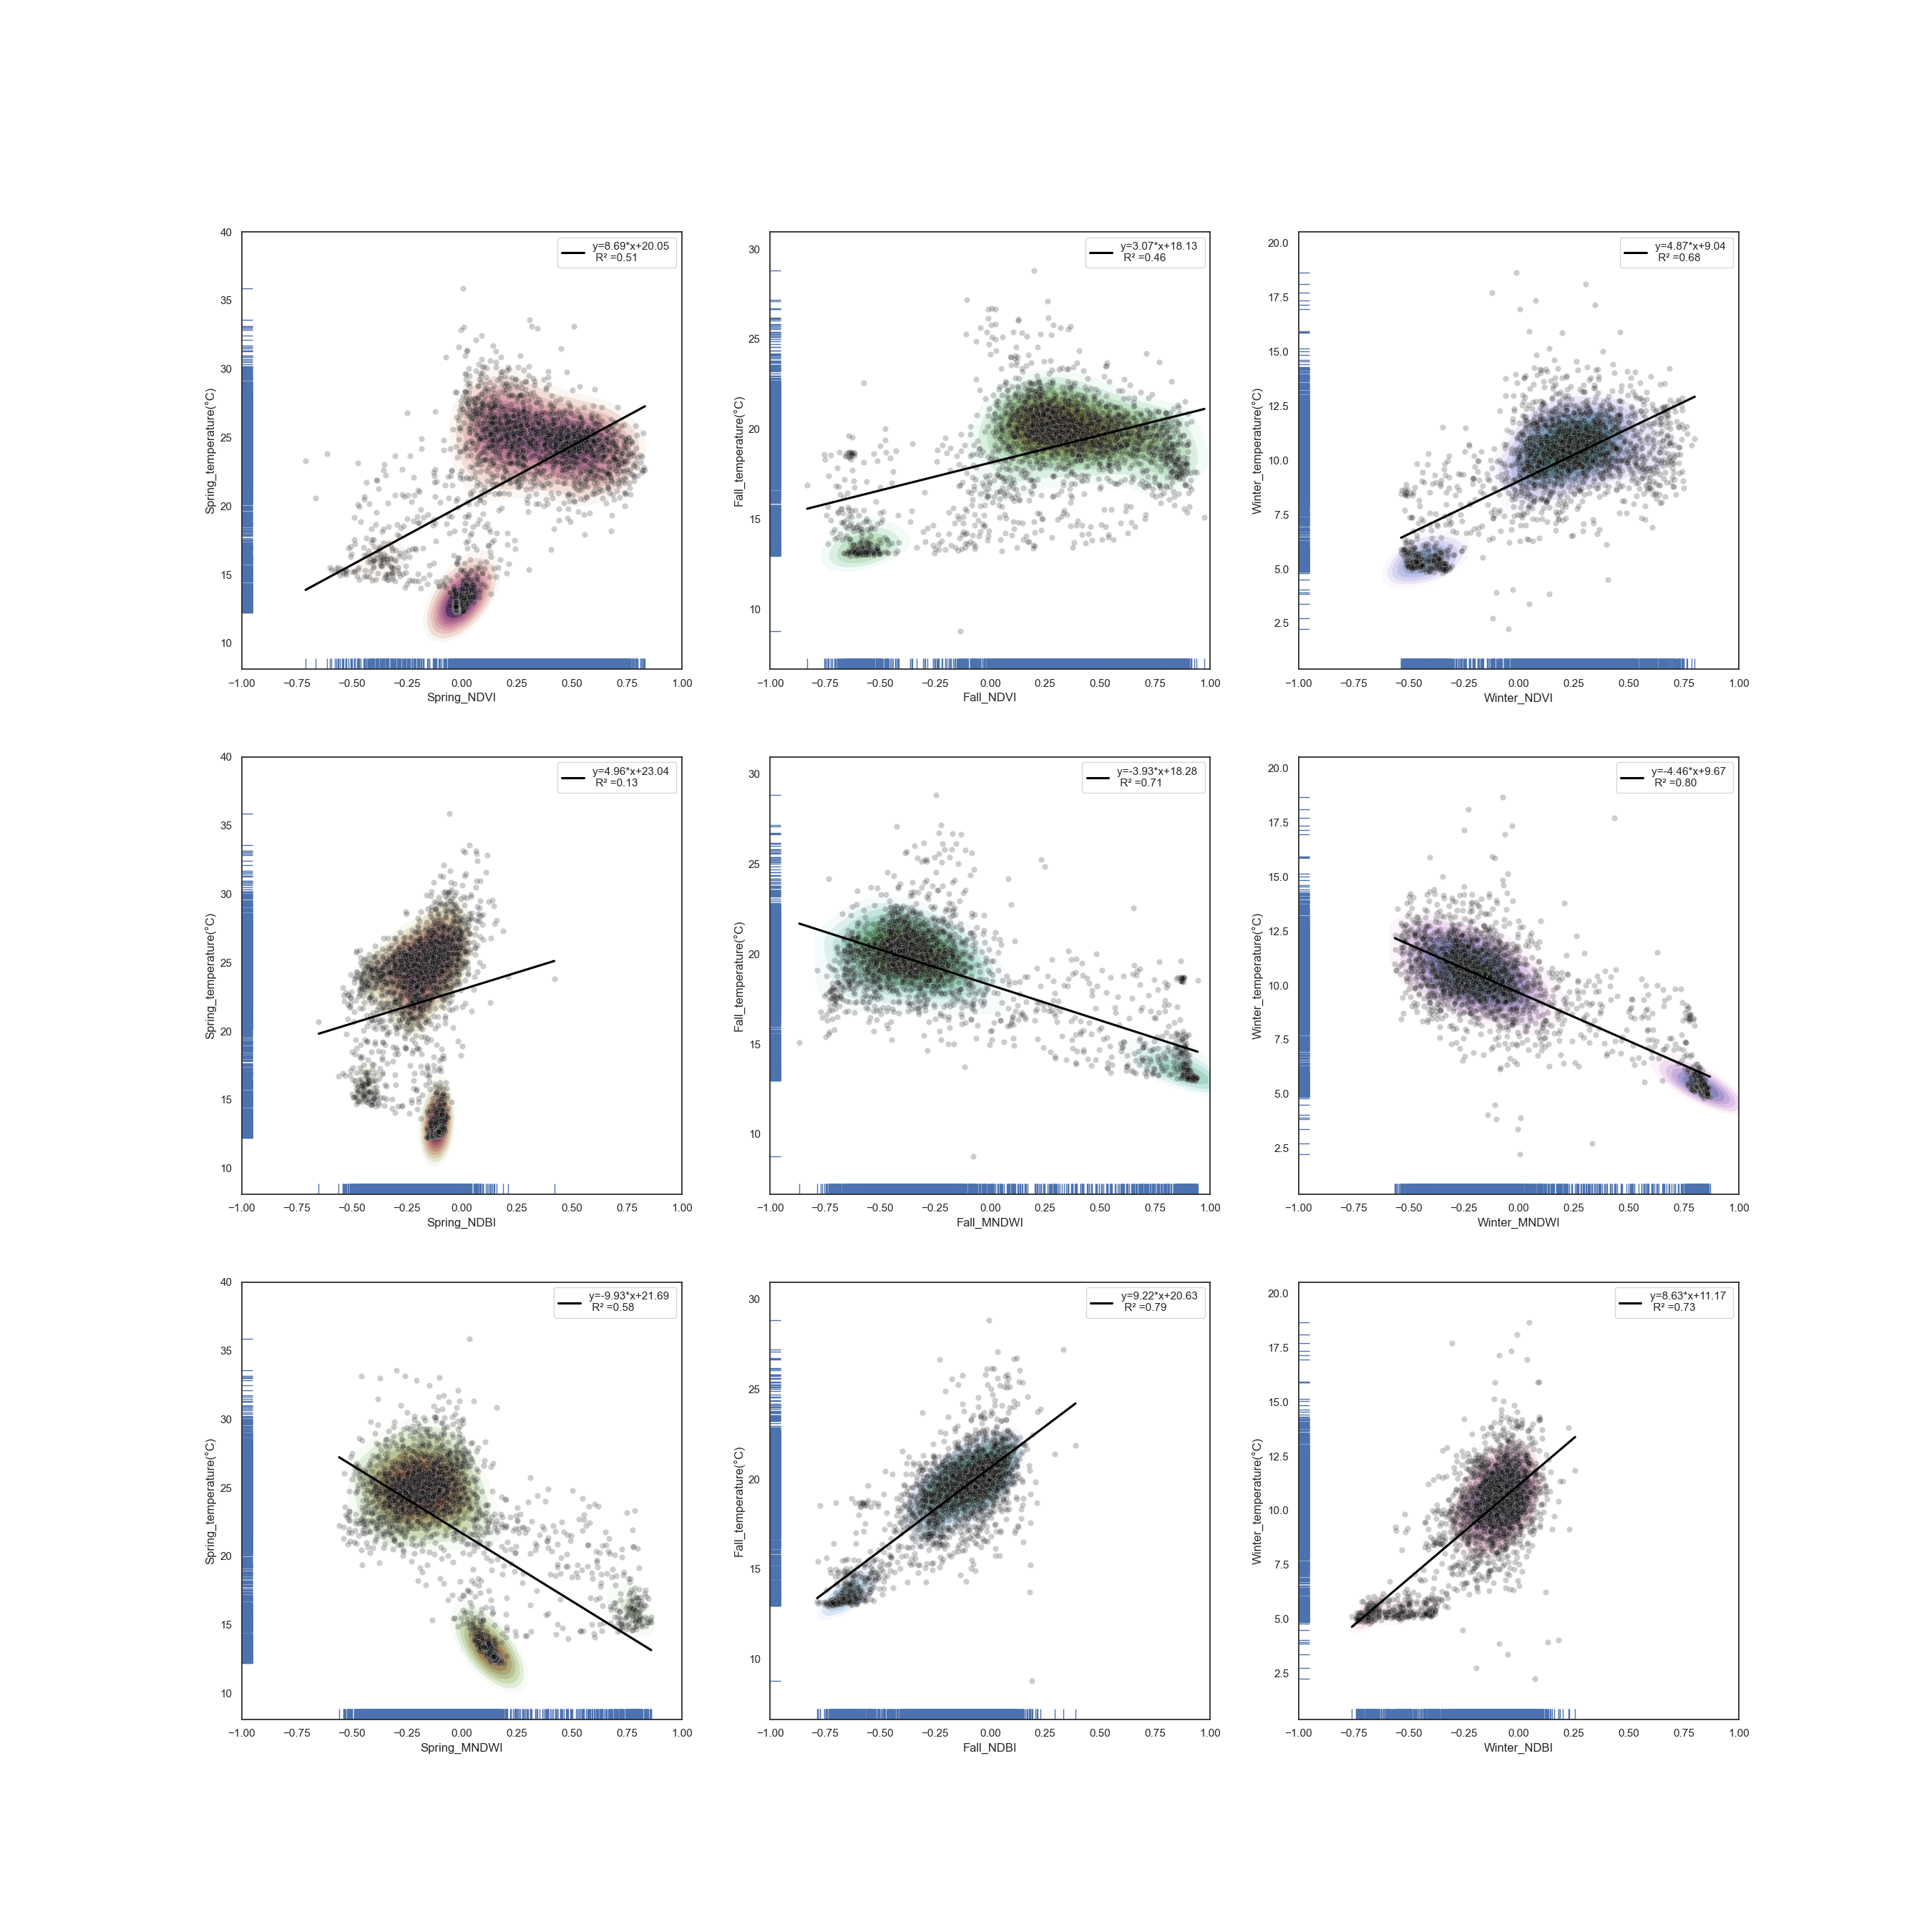 y=8.69*x+20.05
R² =0.51
40
35
30
25
20
15
10
Spring_temperature(°C)
−1.00 −0.75 −0.50 −0.25 0.00 0.25 0.50 0.75 1.00
Spring_NDVI
y=3.07*x+18.13
R² =0.46
30
25
20
15
10
Fall_temperature(°C)
−1.00 −0.75 −0.50 −0.25 0.00 0.25 0.50 0.75 1.00
Fall_NDVI
y=4.87*x+9.04
R² =0.68
20.0
17.5
15.0
12.5
10.0
7.5
5.0
2.5
Winter_temperature(°C)
−1.00 −0.75 −0.50 −0.25 0.00 0.25 0.50 0.75 1.00
Winter_NDVI
y=4.96*x+23.04
R² =0.13
40
35
30
25
20
15
10
Spring_temperature(°C)
−1.00 −0.75 −0.50 −0.25 0.00 0.25 0.50 0.75 1.00
Spring_NDBI
y=-3.93*x+18.28
R² =0.71
30
25
20
15
10
Fall_temperature(°C)
−1.00 −0.75 −0.50 −0.25 0.00 0.25 0.50 0.75 1.00
Fall_MNDWI
y=-4.46*x+9.67
R² =0.80
20.0
17.5
15.0
12.5
10.0
7.5
5.0
2.5
Winter_temperature(°C)
−1.00 −0.75 −0.50 −0.25 0.00 0.25 0.50 0.75 1.00
Winter_MNDWI
y=-9.93*x+21.69
R² =0.58
40
35
30
25
20
15
10
Spring_temperature(°C)
−1.00 −0.75 −0.50 −0.25 0.00 0.25 0.50 0.75 1.00
Spring_MNDWI
y=9.22*x+20.63
R² =0.79
30
25
20
15
10
Fall_temperature(°C)
−1.00 −0.75 −0.50 −0.25 0.00 0.25 0.50 0.75 1.00
Fall_NDBI
y=8.63*x+11.17
R² =0.73
20.0
17.5
15.0
12.5
10.0
7.5
5.0
2.5
Winter_temperature(°C)
−1.00 −0.75 −0.50 −0.25 0.00 0.25 0.50 0.75 1.00
Winter_NDBI